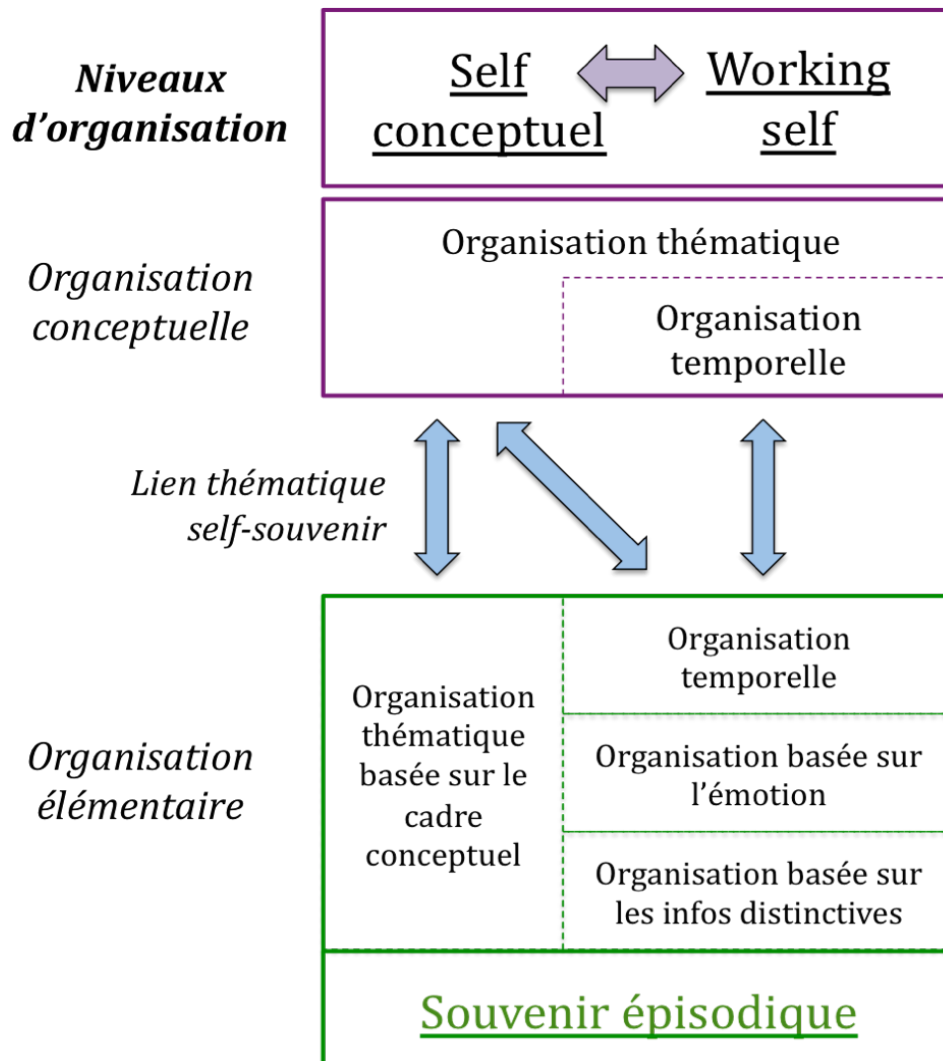 Niveaux
d'organisation
Self
conceptuel
Working
self
Organisation
conceptuelle
Organisation thématique
Organisation
temporelle
Lien thématique
self-souvenir
Organisation
élémentaire
Organisation
thématique
basée sur le
cadre
conceptuel
Organisation
temporelle
Organisation basée sur
l'émotion
Organisation basée sur
les infos distinctives
Souvenir épisodique